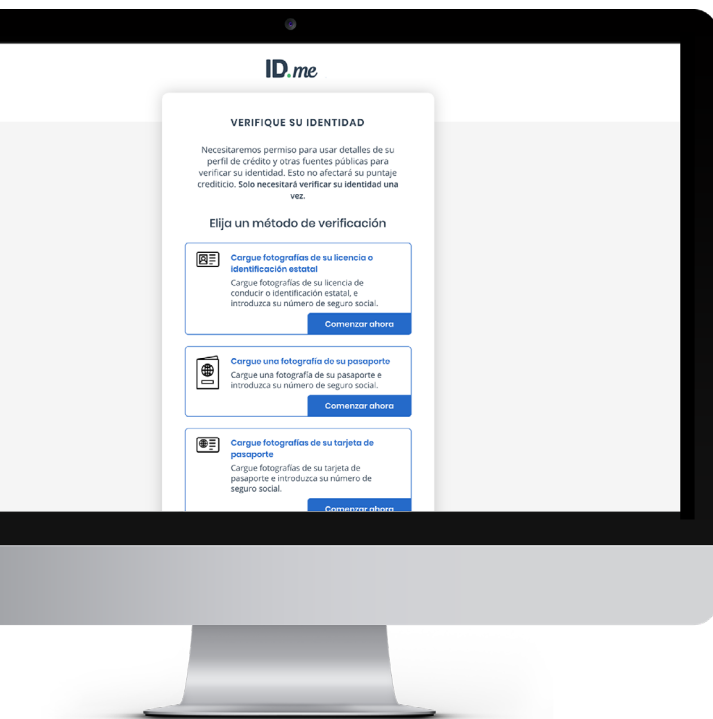 ID.me
VERIFIQUE SU IDENTIDAD
Necesitaremos permiso para usar detalles de su
perfil de crédito y otras fuentes públicas para
verificar su identidad. Esto no afectará su puntaje
crediticio. Solo necesitará verificar su identidad una
vez.
Elija un método de verificación
Cargue fotografías de su licencia o
identificación estatal
Cargue fotografías de su licencia de
conducir o identificación estatal, e
introduzca su número de seguro social.
Comenzar ahora
Cargue una fotografía de su pasaporte
Cargue una fotografía de su pasaporte e
introduzca su número de seguro social.
Comenzar ahora
Cargue fotografías de su tarjeta de
pasaporte
Cargue fotografías de su tarjeta de
pasaporte e introduzca su número de
seguro social.
Comenzar ahora